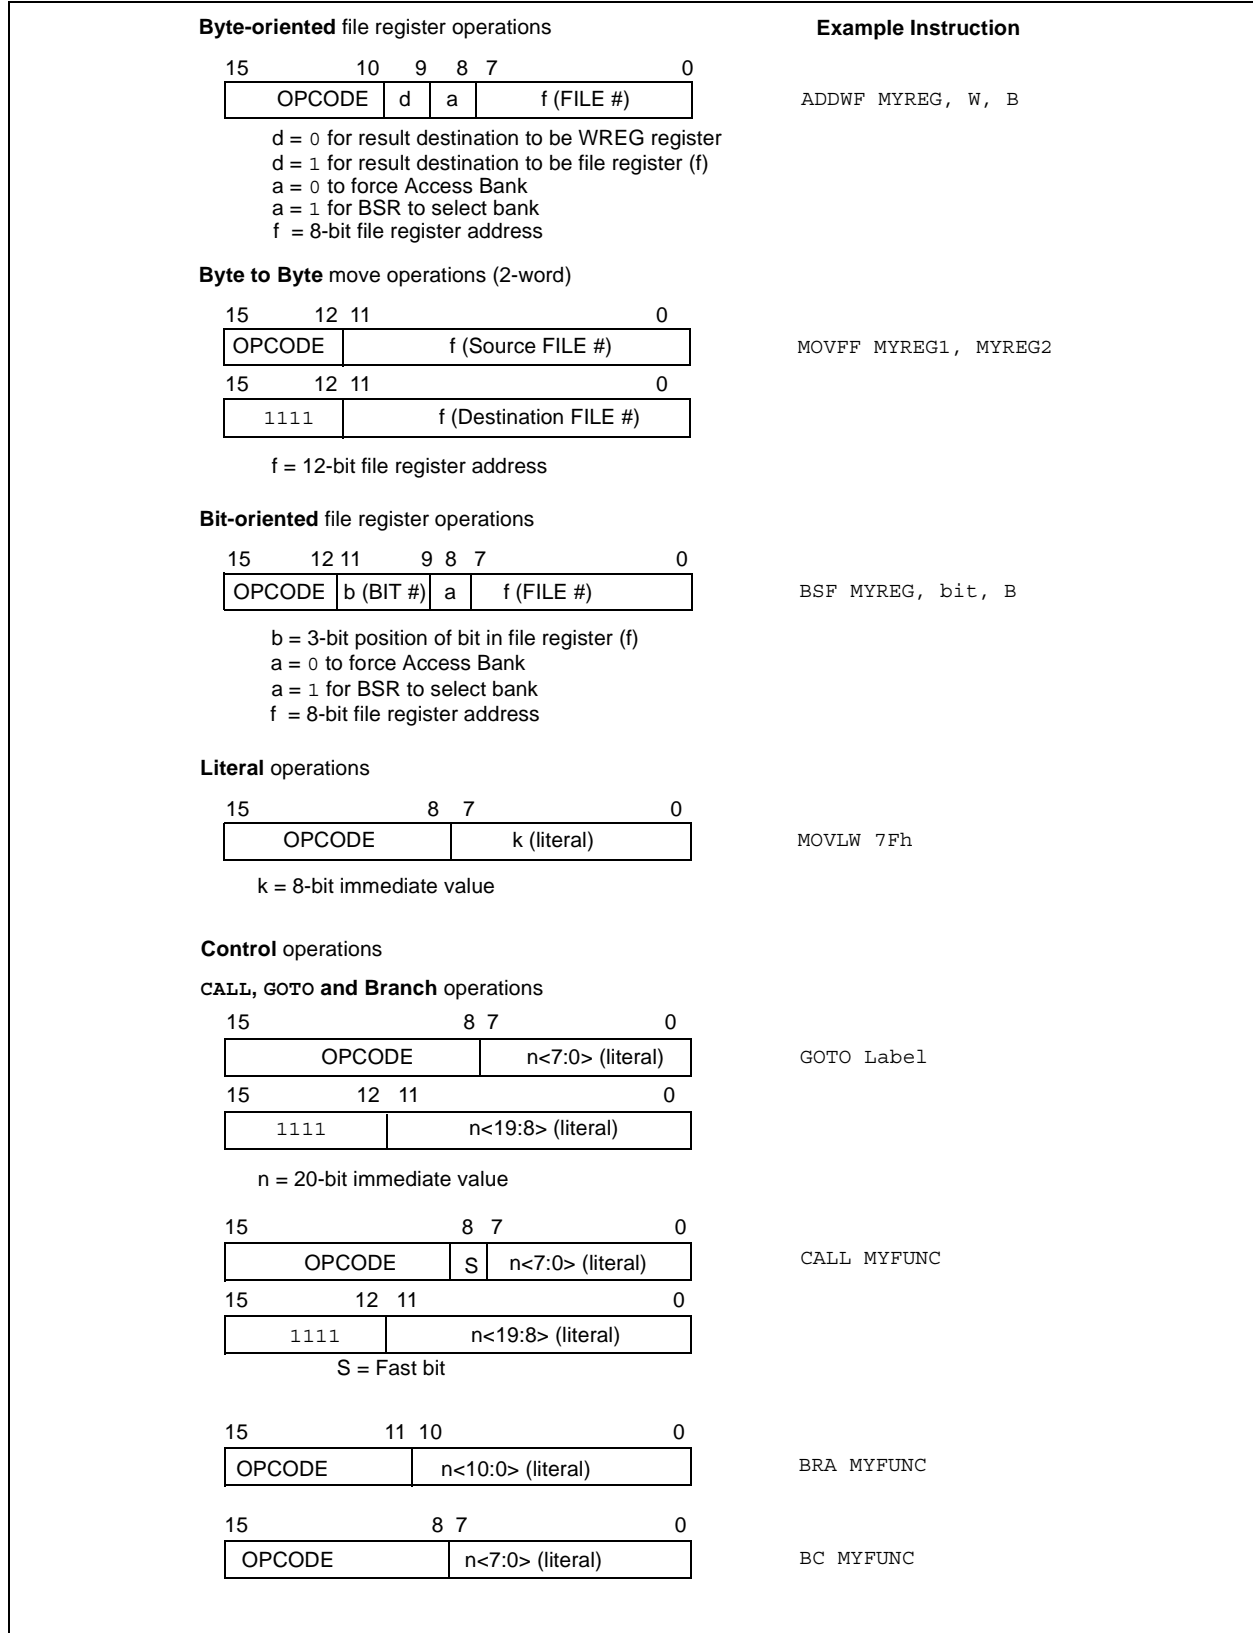 Byte-oriented file register operations Example Instruction
15 10 9 8 7 0
OPCODE d a f (FILE #) ADDWF MYREG, W, B
d = 0 for result destination to be WREG register
d = 1 for result destination to be file register (f)
a = 0 to force Access Bank
a = 1 for BSR to select bank
f = 8-bit file register address
Byte to Byte move operations (2-word)
15 12 11 0
OPCODE f (Source FILE #) MOVFF MYREG1, MYREG2
15 12 11 0
1111 f (Destination FILE #)
f = 12-bit file register address
Bit-oriented file register operations
15 12 11 9 8 7 0
OPCODE b (BIT #) a f (FILE #) BSF MYREG, bit, B
b = 3-bit position of bit in file register (f)
a = 0 to force Access Bank
a = 1 for BSR to select bank
f = 8-bit file register address
Literal operations
15 8 7 0
OPCODE k (literal) MOVLW 7Fh
k = 8-bit immediate value
Control operations
CALL, GOTO and Branch operations
15 8 7 0
OPCODE n<7:0> (literal) GOTO Label
15 12 11 0
1111 n<19:8> (literal)
n = 20-bit immediate value
15 8 7 0
OPCODE S n<7:0> (literal) CALL MYFUNC
15 12 11 0
1111 n<19:8> (literal)
S = Fast bit
15 11 10 0
OPCODE n<10:0> (literal) BRA MYFUNC
15 8 7 0
OPCODE n<7:0> (literal) BC MYFUNC